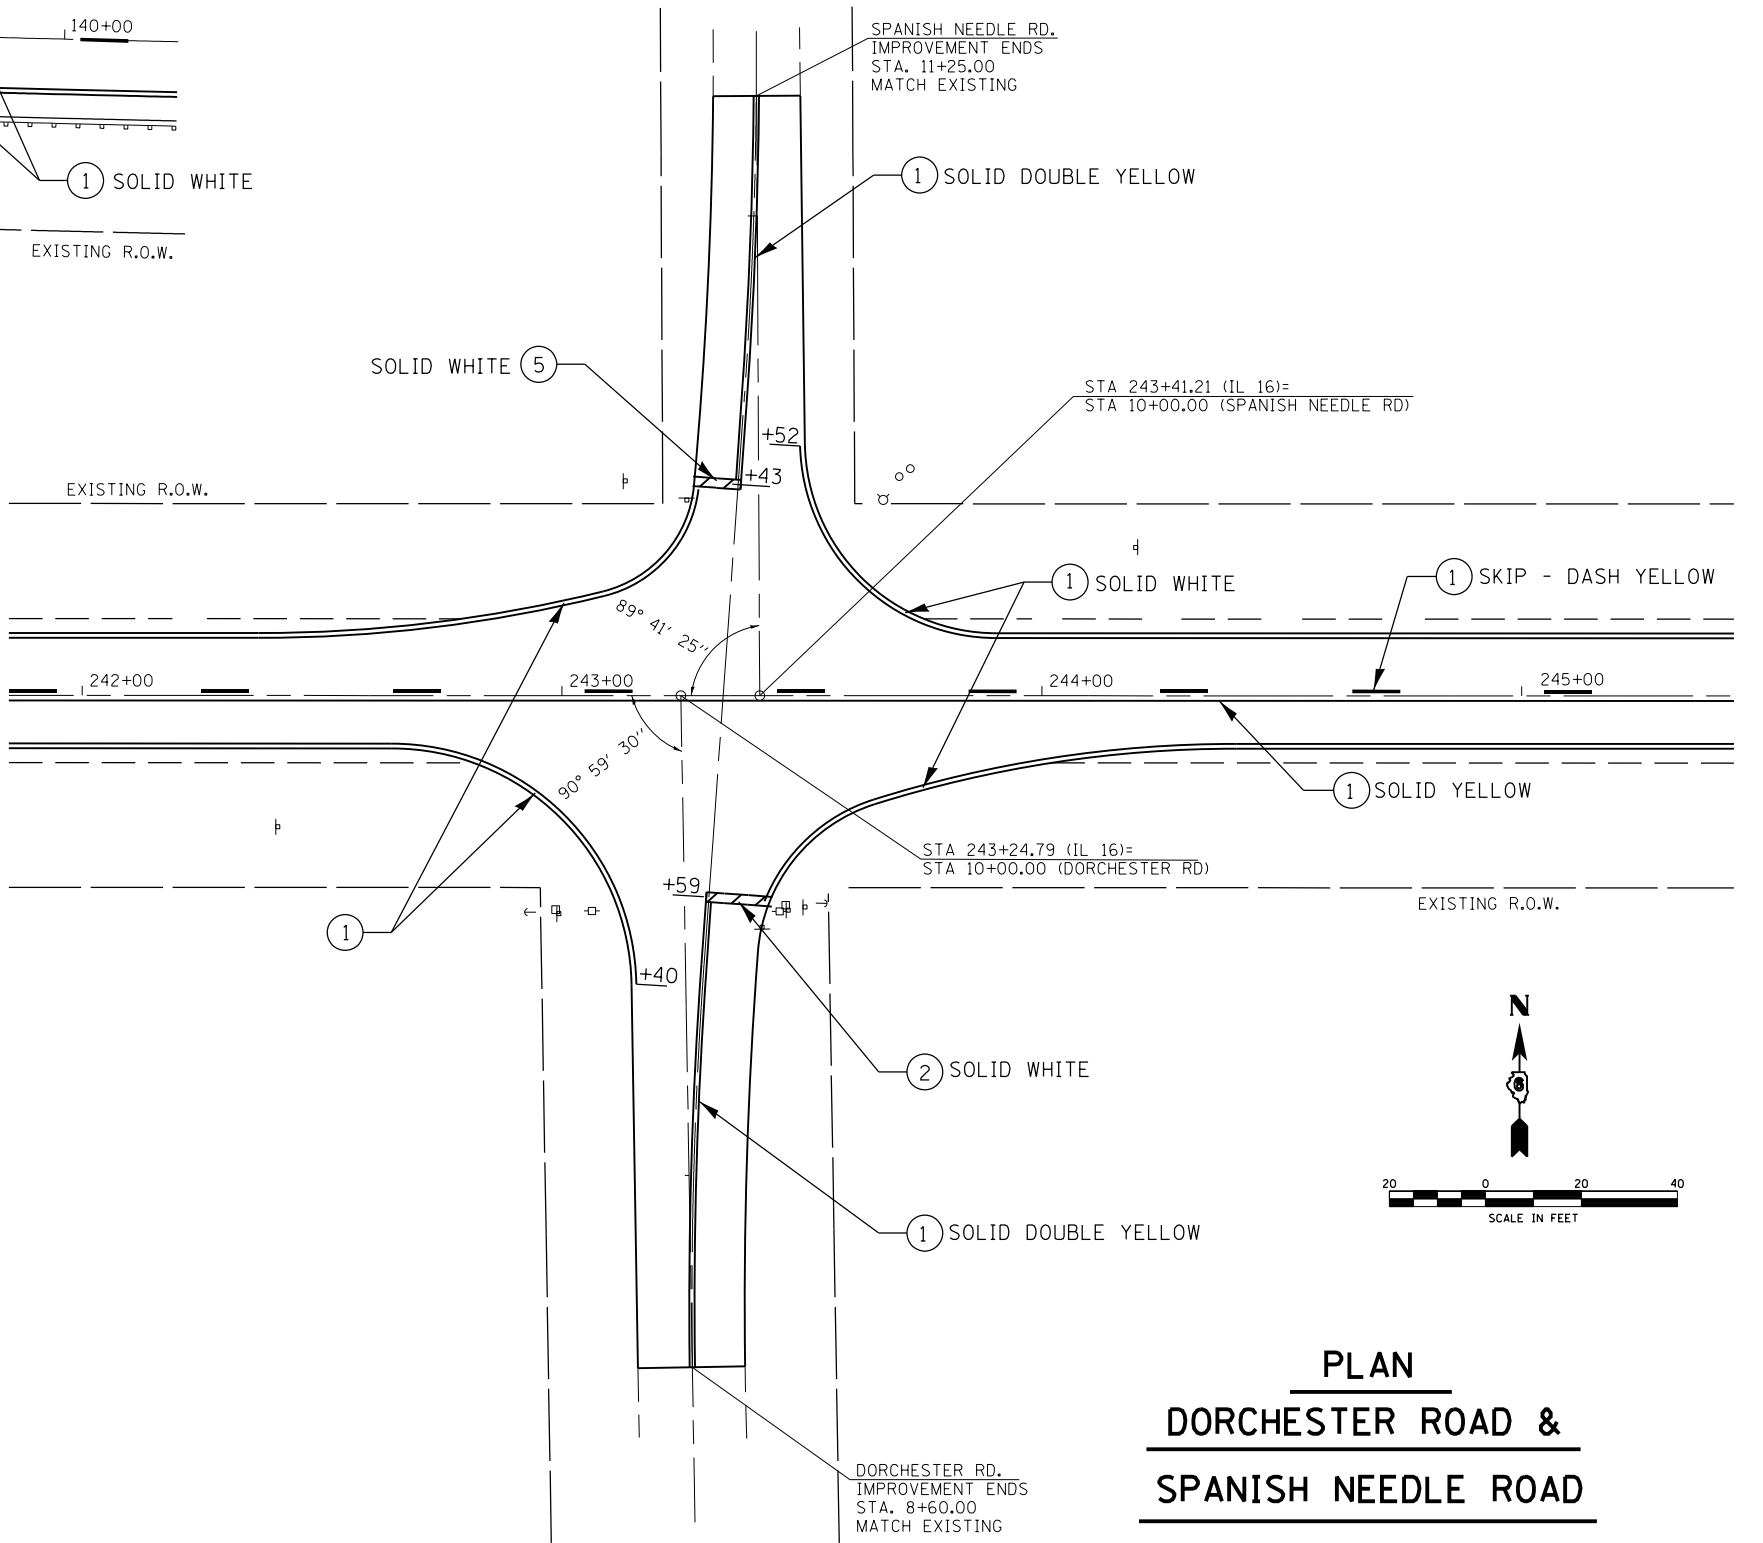 140+00
1 SOLID WHITE
EXISTING R.O.W.
SPANISH NEEDLE RD.
IMPROVEMENT ENDS
STA. 11+25.00
MATCH EXISTING
1 SOLID DOUBLE YELLOW
SOLID WHITE 5
STA 243+41.21 (IL 16)=
STA 10+00.00 (SPANISH NEEDLE RD)
+52
+43
EXISTING R.O.W.
1 SOLID WHITE
1 SKIP - DASH YELLOW
89° 41' 25"
242+00
243+00
244+00
245+00
90° 59' 30"
1 SOLID YELLOW
STA 243+24.79 (IL 16)=
STA 10+00.00 (DORCHESTER RD)
+59
EXISTING R.O.W.
1
+40
2 SOLID WHITE
N
20 0 20 40
SCALE IN FEET
1 SOLID DOUBLE YELLOW
PLAN
DORCHESTER ROAD &
SPANISH NEEDLE ROAD
DORCHESTER RD.
IMPROVEMENT ENDS
STA. 8+60.00
MATCH EXISTING